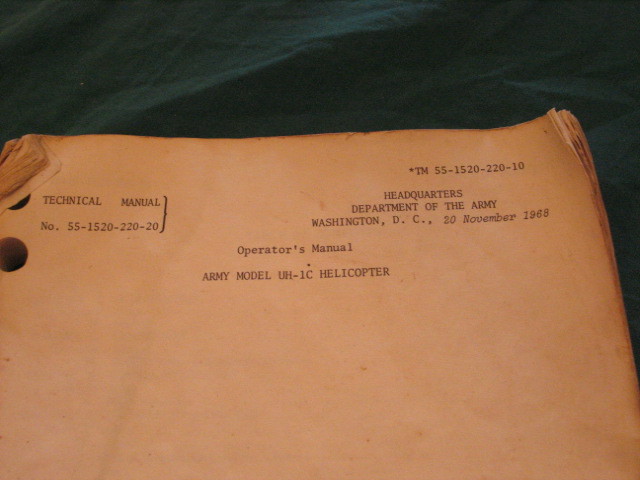 *TM 55-1520-220-10
TECHNICAL MANUAL
No. 55-1520-220-20
HEADQUARTERS
DEPARTMENT OF THE ARMY
WASHINGTON, D. C., 20 November 1968
Operator's Manual
ARMY MODEL UH-1C HELICOPTER